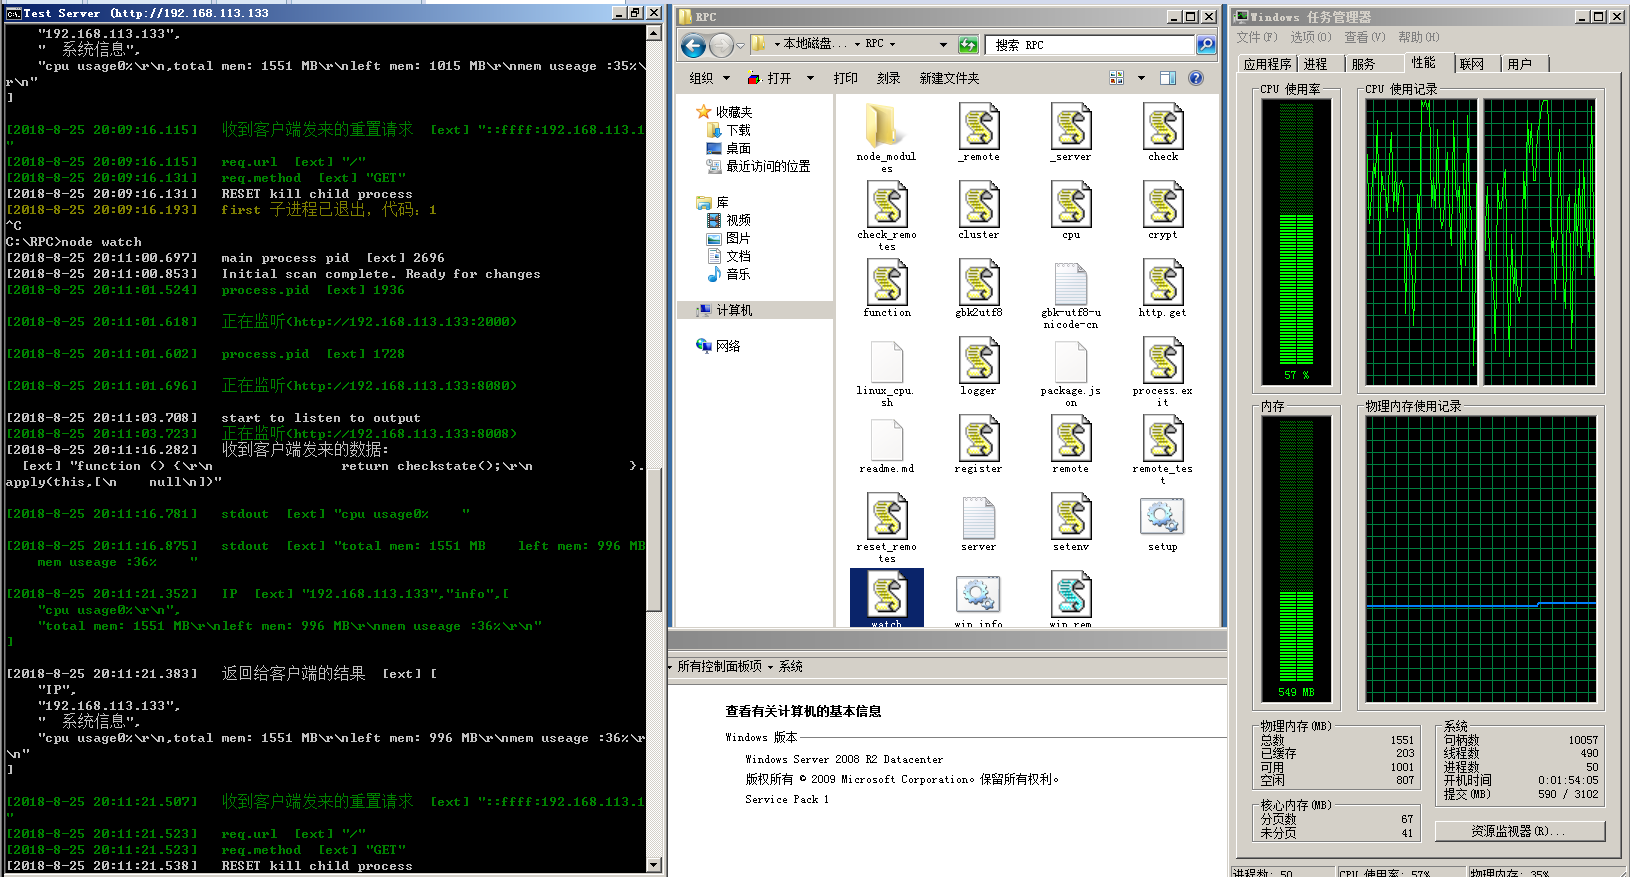 Test Server (http://192.168.113.133
"192.168.113.133",
"  系统信息",
"cpu usage0%\r\n,total mem: 1551 MB\r\nleft mem: 1015 MB\r\nmem useage :35%\
r\n"
]
[2018-8-25 20:09:16.115]   收到客户端发来的重置请求  [ext] "::ffff:192.168.113.1
"
[2018-8-25 20:09:16.115]   req.url  [ext] "/"
[2018-8-25 20:09:16.131]   req.method  [ext] "GET"
[2018-8-25 20:09:16.131]   RESET kill child process
[2018-8-25 20:09:16.193]   first 子进程已退出，代码：1
^C
C:\RPC>node watch
[2018-8-25 20:11:00.697]   main process pid  [ext] 2696
[2018-8-25 20:11:00.853]   Initial scan complete. Ready for changes
[2018-8-25 20:11:01.524]   process.pid  [ext] 1936
[2018-8-25 20:11:01.618]   正在监听(http://192.168.113.133:2000)
[2018-8-25 20:11:01.602]   process.pid  [ext] 1728
[2018-8-25 20:11:01.696]   正在监听(http://192.168.113.133:8080)
[2018-8-25 20:11:03.708]   start to listen to output
[2018-8-25 20:11:03.723]   正在监听(http://192.168.113.133:8008)
[2018-8-25 20:11:16.282]   收到客户端发来的数据:
[ext] "function () {\r\n                return checkstate();\r\n            }.
apply(this,[\n    null\n])"
[2018-8-25 20:11:16.781]   stdout  [ext] "cpu usage0%    "
[2018-8-25 20:11:16.875]   stdout  [ext] "total mem: 1551 MB    left mem: 996 MB
mem useage :36%    "
[2018-8-25 20:11:21.352]   IP  [ext] "192.168.113.133","info",[
"cpu usage0%\r\n",
"total mem: 1551 MB\r\nleft mem: 996 MB\r\nmem useage :36%\r\n"
]
[2018-8-25 20:11:21.383]   返回给客户端的结果  [ext] [
"IP",
"192.168.113.133",
"  系统信息",
"cpu usage0%\r\n,total mem: 1551 MB\r\nleft mem: 996 MB\r\nmem useage :36%\r
\n"
]
[2018-8-25 20:11:21.507]   收到客户端发来的重置请求  [ext] "::ffff:192.168.113.1
"
[2018-8-25 20:11:21.523]   req.url  [ext] "/"
[2018-8-25 20:11:21.523]   req.method  [ext] "GET"
[2018-8-25 20:11:21.538]   RESET kill child process
RPC
本地磁盘... RPC
搜索 RPC
组织 打开 打印 刻录 新建文件夹
收藏夹
下载
桌面
最近访问的位置
库
视频
图片
文档
音乐
计算机
网络
node_modul
es
_remote
_server
check
check_remo
tes
cluster
cpu
crypt
function
gbk2utf8
gbk-utf8-u
nicode-cn
http.get
linux_cpu.
sh
logger
package.js
on
process.ex
it
readme.md
register
remote
remote_tes
t
reset_remo
tes
server
setenv
setup
watch
win_info
win_rem
所有控制面板项 系统
查看有关计算机的基本信息
Windows 版本
Windows Server 2008 R2 Datacenter
版权所有 © 2009 Microsoft Corporation。保留所有权利。
Service Pack 1
Windows 任务管理器
文件(F) 选项(O) 查看(V) 帮助(H)
应用程序 进程 服务 性能 联网 用户
CPU 使用率
57 %
CPU 使用记录
内存
549 MB
物理内存使用记录
物理内存(MB)
总数 1551
已缓存 203
可用 1001
空闲 807
核心内存(MB)
分页数 67
未分页 41
系统
句柄数 10057
线程数 490
进程数 50
开机时间 0:01:54:05
提交(MB) 590 / 3102
资源监视器(R)...
进程数: 50 CPU 使用率: 57% 物理内存: 35%